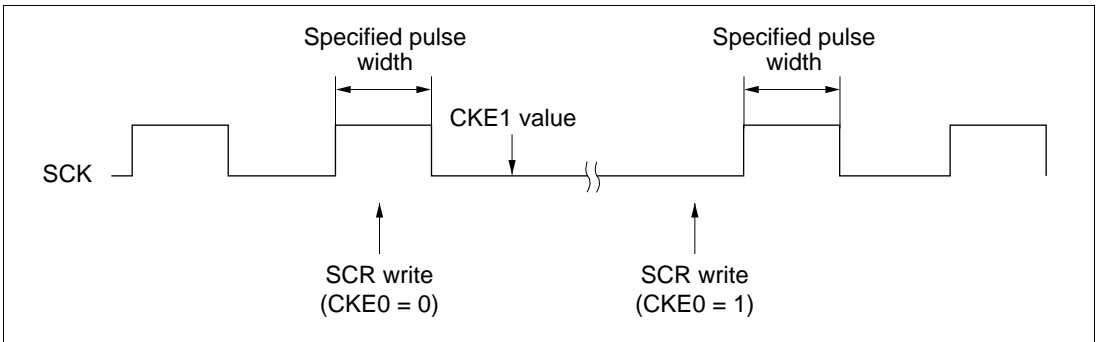 Specified pulse
width
Specified pulse
width
CKE1 value
SCK
SCR write
(CKE0 = 0)
SCR write
(CKE0 = 1)